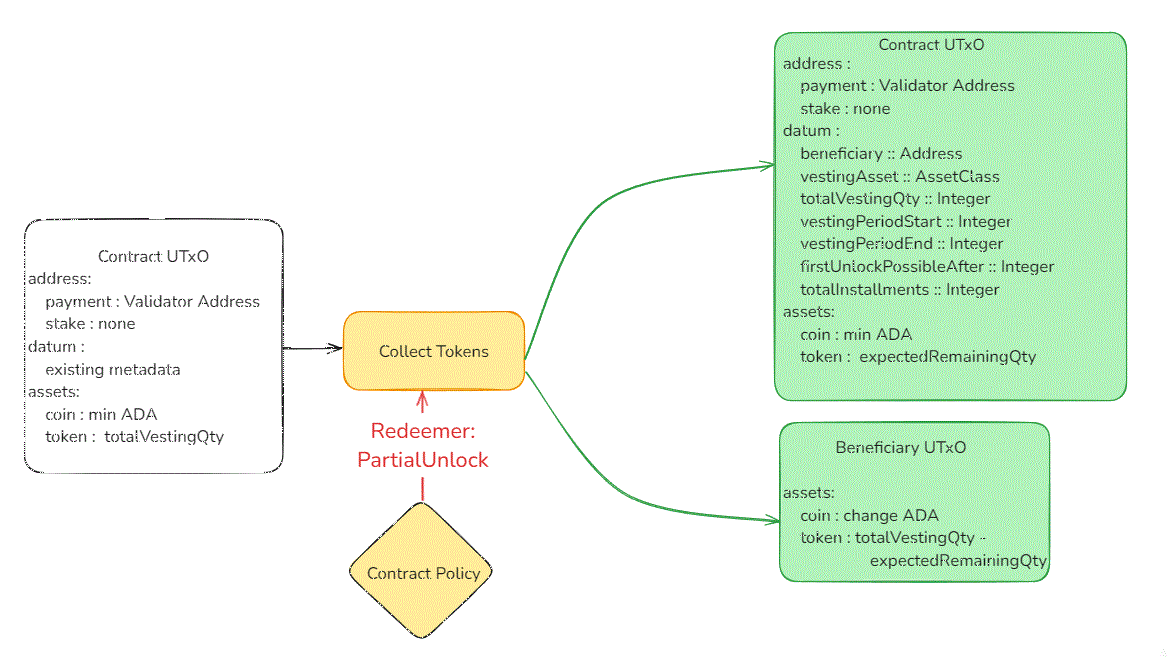 Contract UTxO
address:
payment : Validator Address
stake : none
datum :
existing metadata
assets:
coin : min ADA
token : totalVestingQty
Collect Tokens
Redeemer:
PartialUnlock
Contract Policy
Contract UTxO
address :
payment : Validator Address
stake : none
datum :
beneficiary :: Address
vestingAsset :: AssetClass
totalVestingQty :: Integer
vestingPeriodStart :: Integer
vestingPeriodEnd :: Integer
firstUnlockPossibleAfter :: Integer
totalInstallments :: Integer
assets:
coin : min ADA
token : expectedRemainingQty
Beneficiary UTxO
assets:
coin : change ADA
token : totalVestingQty -
expectedRemainingQty